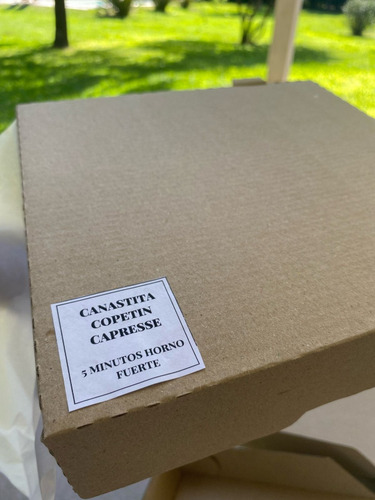 CANASTITA
COPETIN
CAPRESSE
5 MINUTOS HORNO
FUERTE